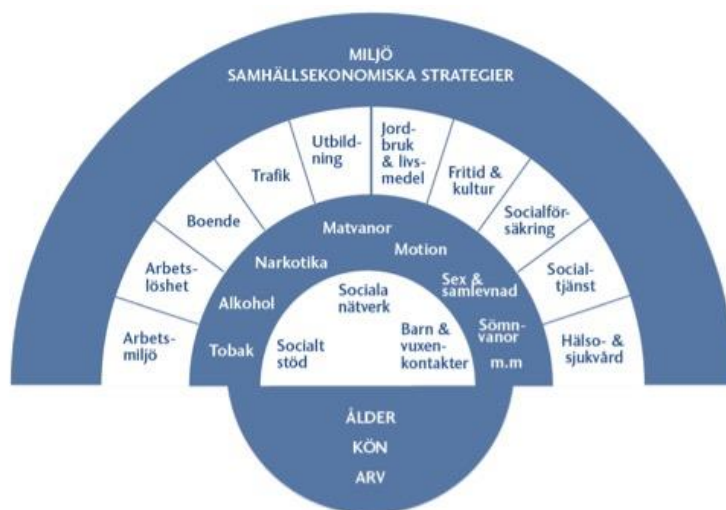 MILJÖ
SAMHÄLLSEKONOMISKA STRATEGIER
Arbets-
miljö
Arbets-
löshet
Boende
Trafik
Utbild-
ning
Jord-
bruk
& livs-
medel
Fritid &
kultur
Socialför-
säkring
Social-
tjänst
Hälso- &
sjukvård
Tobak
Alkohol
Narkotika
Matvanor
Motion
Sex &
samlevnad
Sömn-
vanor
m.m
Socialt
stöd
Sociala
nätverk
Barn &
vuxen-
kontakter
ÅLDER
KÖN
ARV